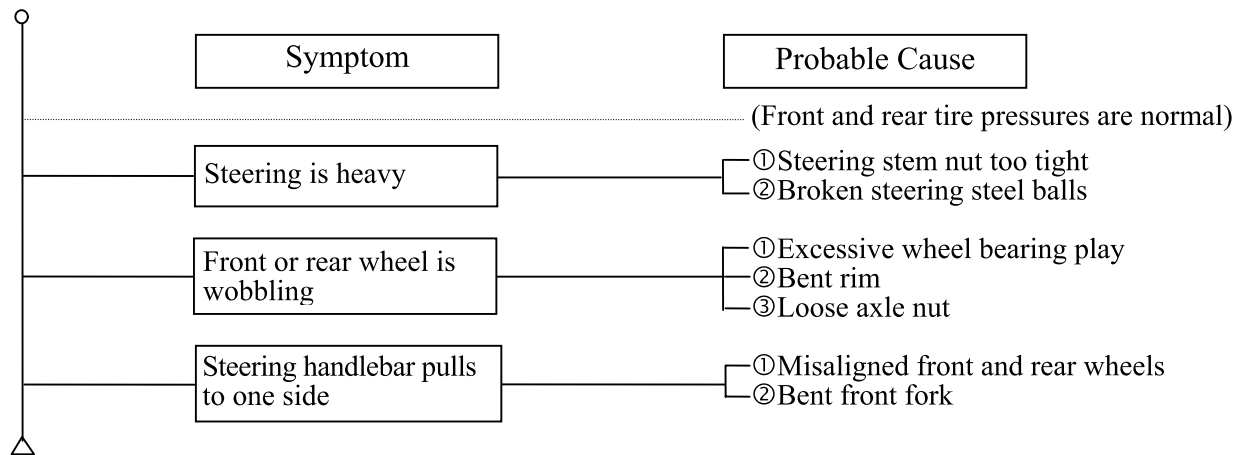 Symptom
Probable Cause
(Front and rear tire pressures are normal)
Steering is heavy
①Steering stem nut too tight
②Broken steering steel balls
Front or rear wheel is
wobbling
①Excessive wheel bearing play
②Bent rim
③Loose axle nut
Steering handlebar pulls
to one side
①Misaligned front and rear wheels
②Bent front fork